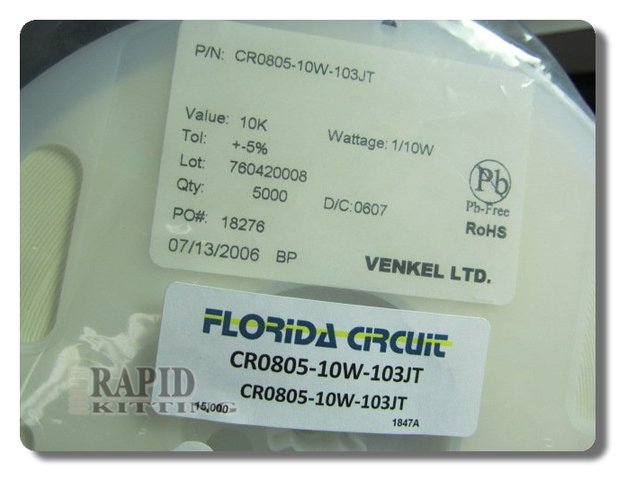 P/N: CR0805-10W-103JT
Value: 10K Wattage: 1/10W
Tol: +-5%
Lot: 760420008
Qty: 5000 D/C:0607
Pb
Pb-Free
RoHS
PO#: 18276
07/13/2006 BP VENKEL LTD.
FLORIDA CIRCUIT
CR0805-10W-103JT
CR0805-10W-103JT
15,000
1847A
RAPID
KITTING